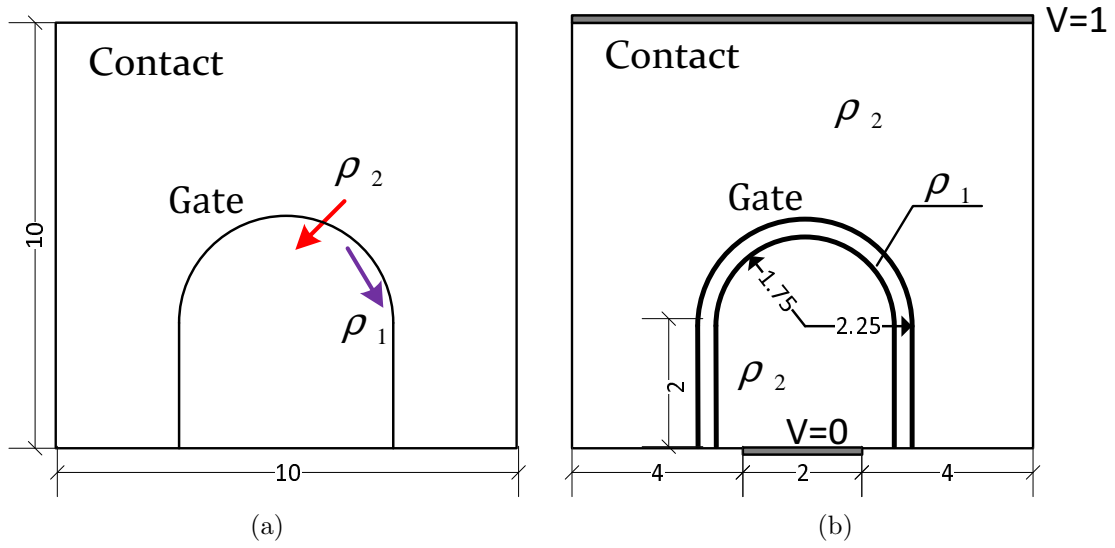 Contact
ρ 2
Gate
ρ 1
10
10
(a)
V=1
Contact
ρ 2
Gate
ρ 1
1.75
2.25
2
ρ 2
V=0
4
2
4
(b)